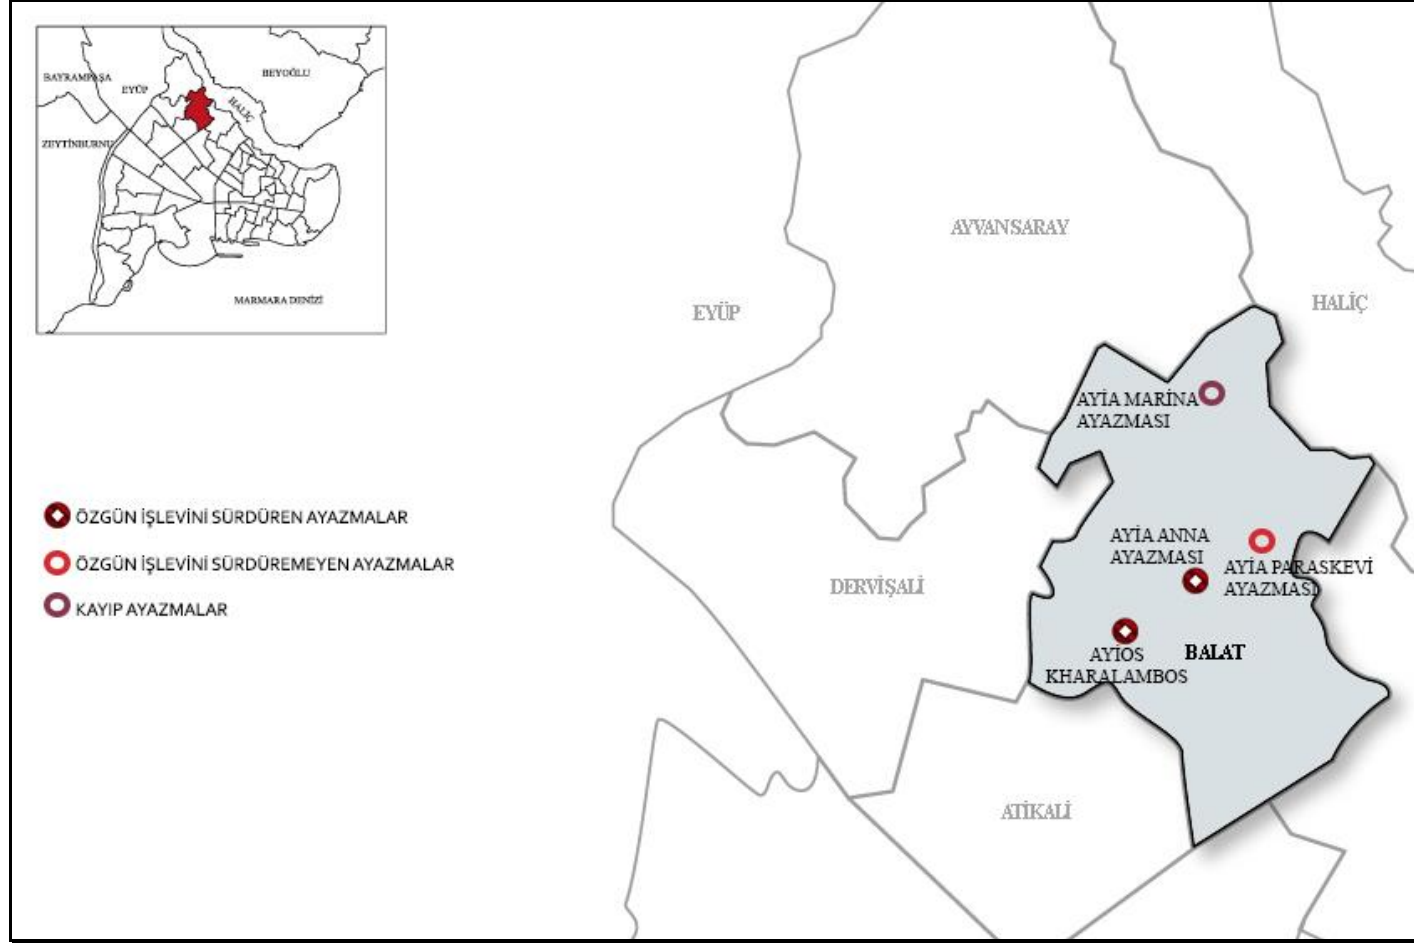 BAYRAMPAŞA
EYÜP
BEYOĞLU
HALİÇ
ZEYTİNBURNU
MARMARA DENİZİ
ÖZGÜN İŞLEVİNİ SÜRDÜREN AYAZMALAR
ÖZGÜN İŞLEVİNİ SÜRDÜREMEYEN AYAZMALAR
KAYIP AYAZMALAR
AYVANSARAY
EYÜP
HALİÇ
AYİA MARİNA
AYAZMASI
AYİA ANNA
AYAZMASI
AYİA PARASKEVİ
AYAZMASI
DERVİŞALİ
AYİOS
KHARALAMBOS
BALAT
ATİKALİ